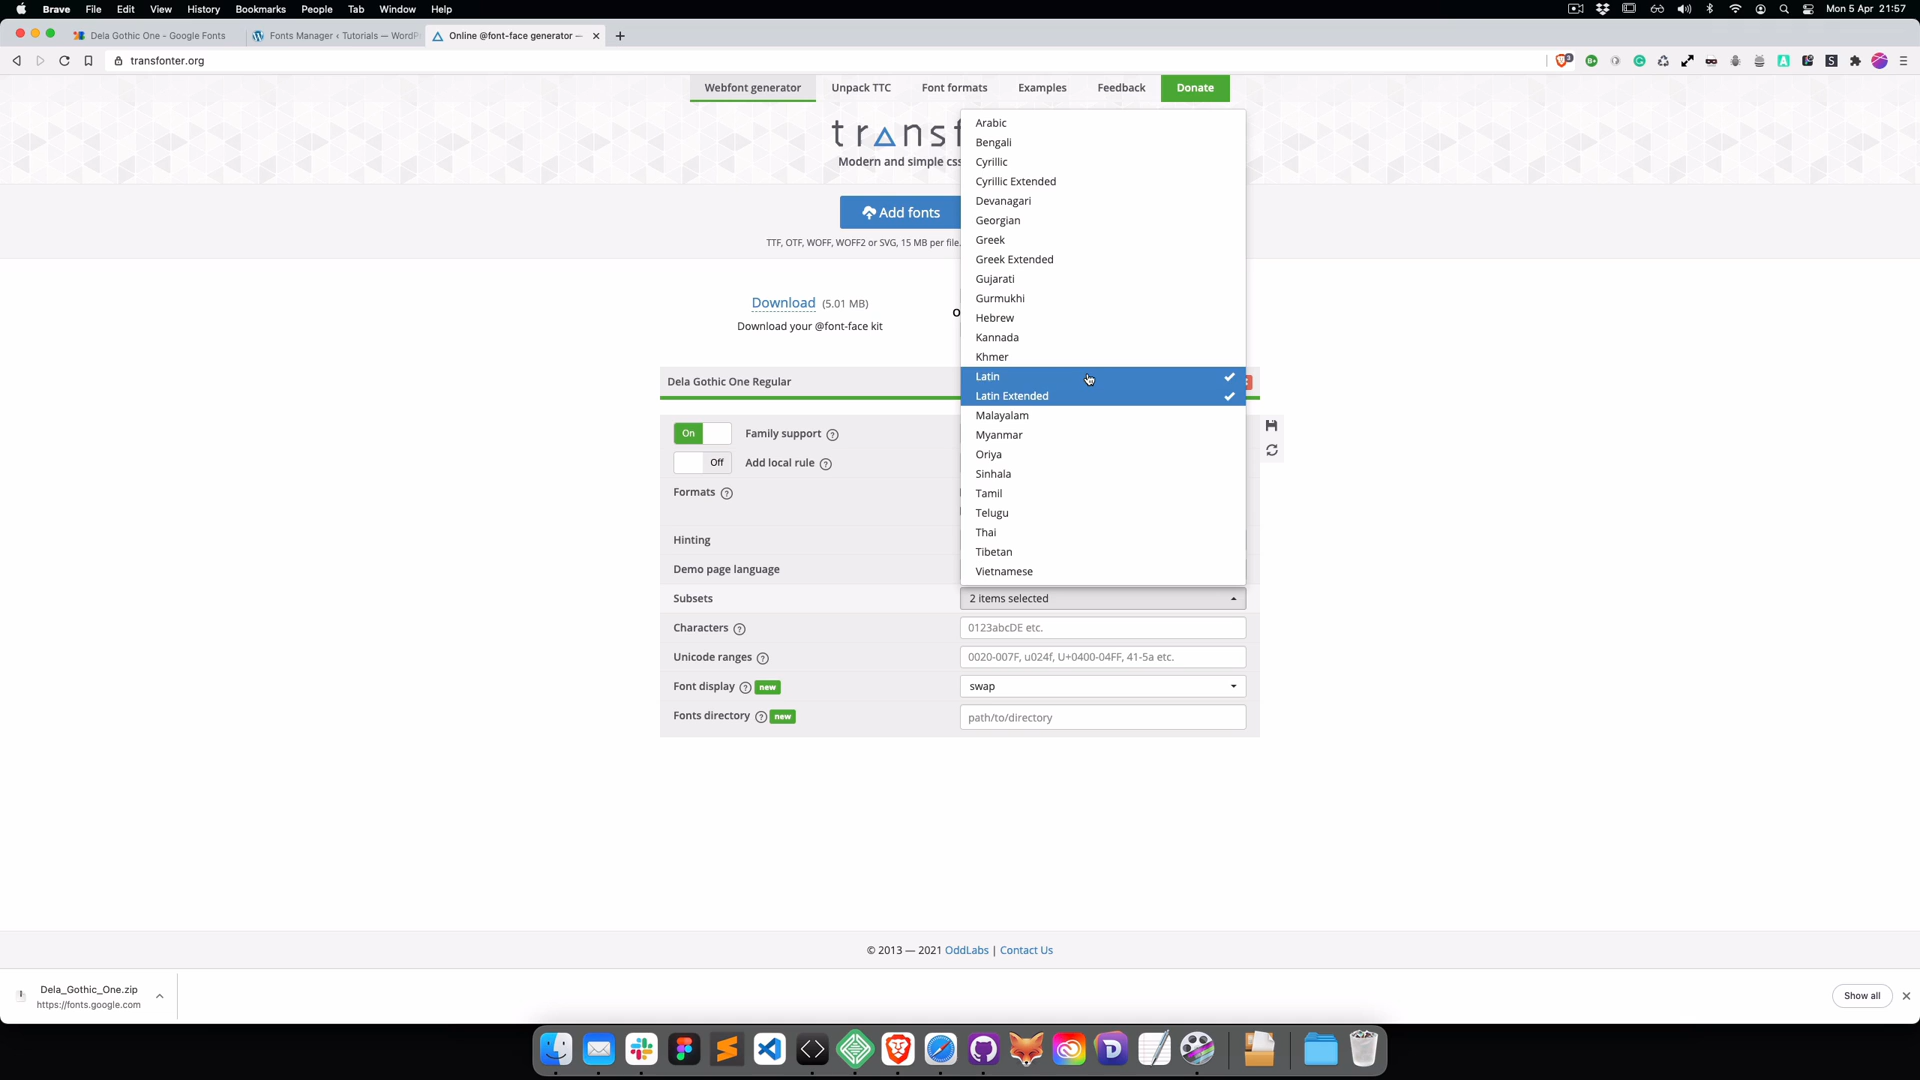 Brave File Edit View History Bookmarks People Tab Window Help Mon 5 Apr 21:57
Dela Gothic One - Google Fonts Fonts Manager ‹ Tutorials — WordP Online @font-face generator —
transfonter.org
Webfont generator Unpack TTC Font formats Examples Feedback Donate
transf
Modern and simple css
Add fonts
TTF, OTF, WOFF, WOFF2 or SVG, 15 MB per file.
Download (5.01 MB)
Download your @font-face kit
Dela Gothic One Regular
On Family support
Off Add local rule
Formats
Hinting
Demo page language
Arabic
Bengali
Cyrillic
Cyrillic Extended
Devanagari
Georgian
Greek
Greek Extended
Gujarati
Gurmukhi
Hebrew
Kannada
Khmer
Latin
Latin Extended
Malayalam
Myanmar
Oriya
Sinhala
Tamil
Telugu
Thai
Tibetan
Vietnamese
Subsets 2 items selected
Characters 0123abcDE etc.
Unicode ranges 0020-007F, u024f, U+0400-04FF, 41-5a etc.
Font display new swap
Fonts directory new path/to/directory
© 2013 — 2021 OddLabs | Contact Us
Dela_Gothic_One.zip
https://fonts.google.com
Show all